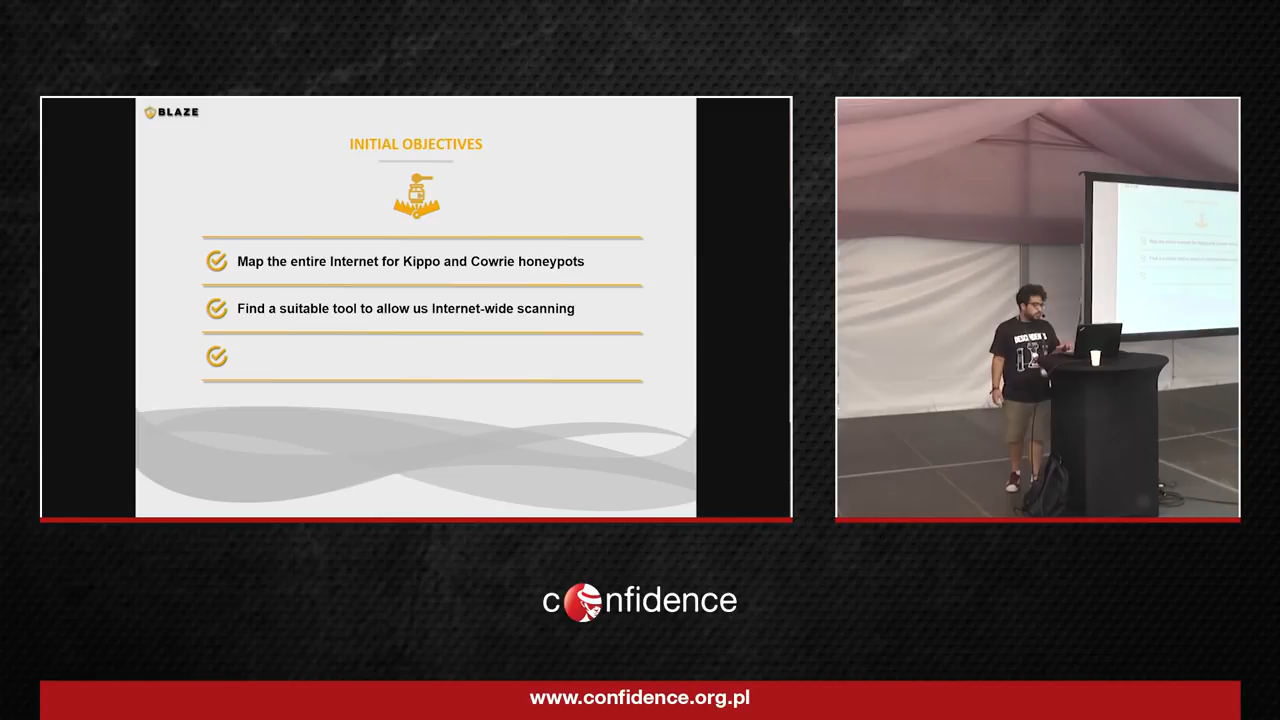 BLAZE
INITIAL OBJECTIVES
Map the entire Internet for Kippo and Cowrie honeypots
Find a suitable tool to allow us Internet-wide scanning
confidence
www.confidence.org.pl